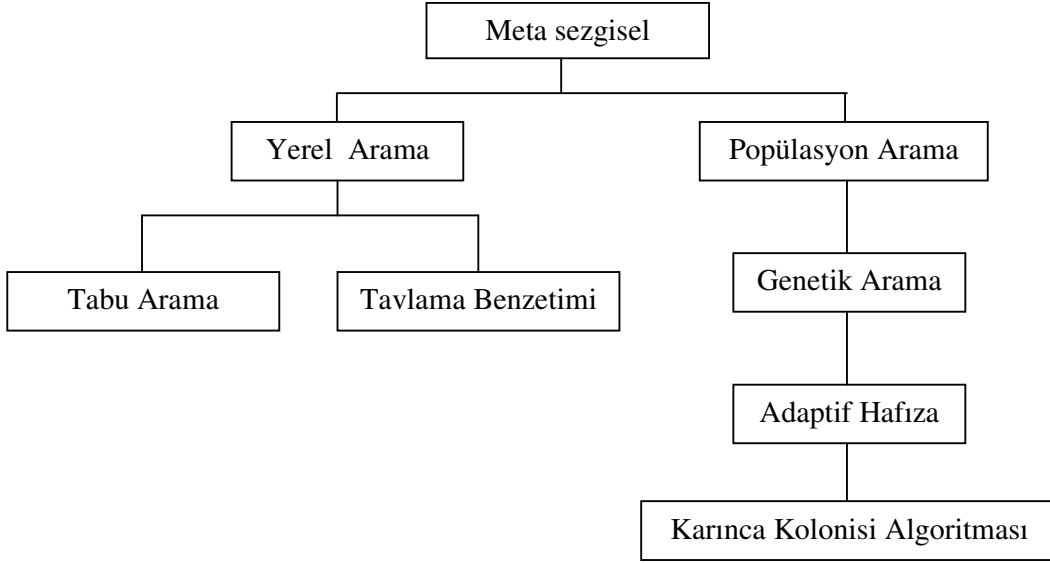 Meta sezgisel
Yerel Arama
Popülasyon Arama
Tabu Arama
Tavlama Benzetimi
Genetik Arama
Adaptif Hafıza
Karınca Kolonisi Algoritması